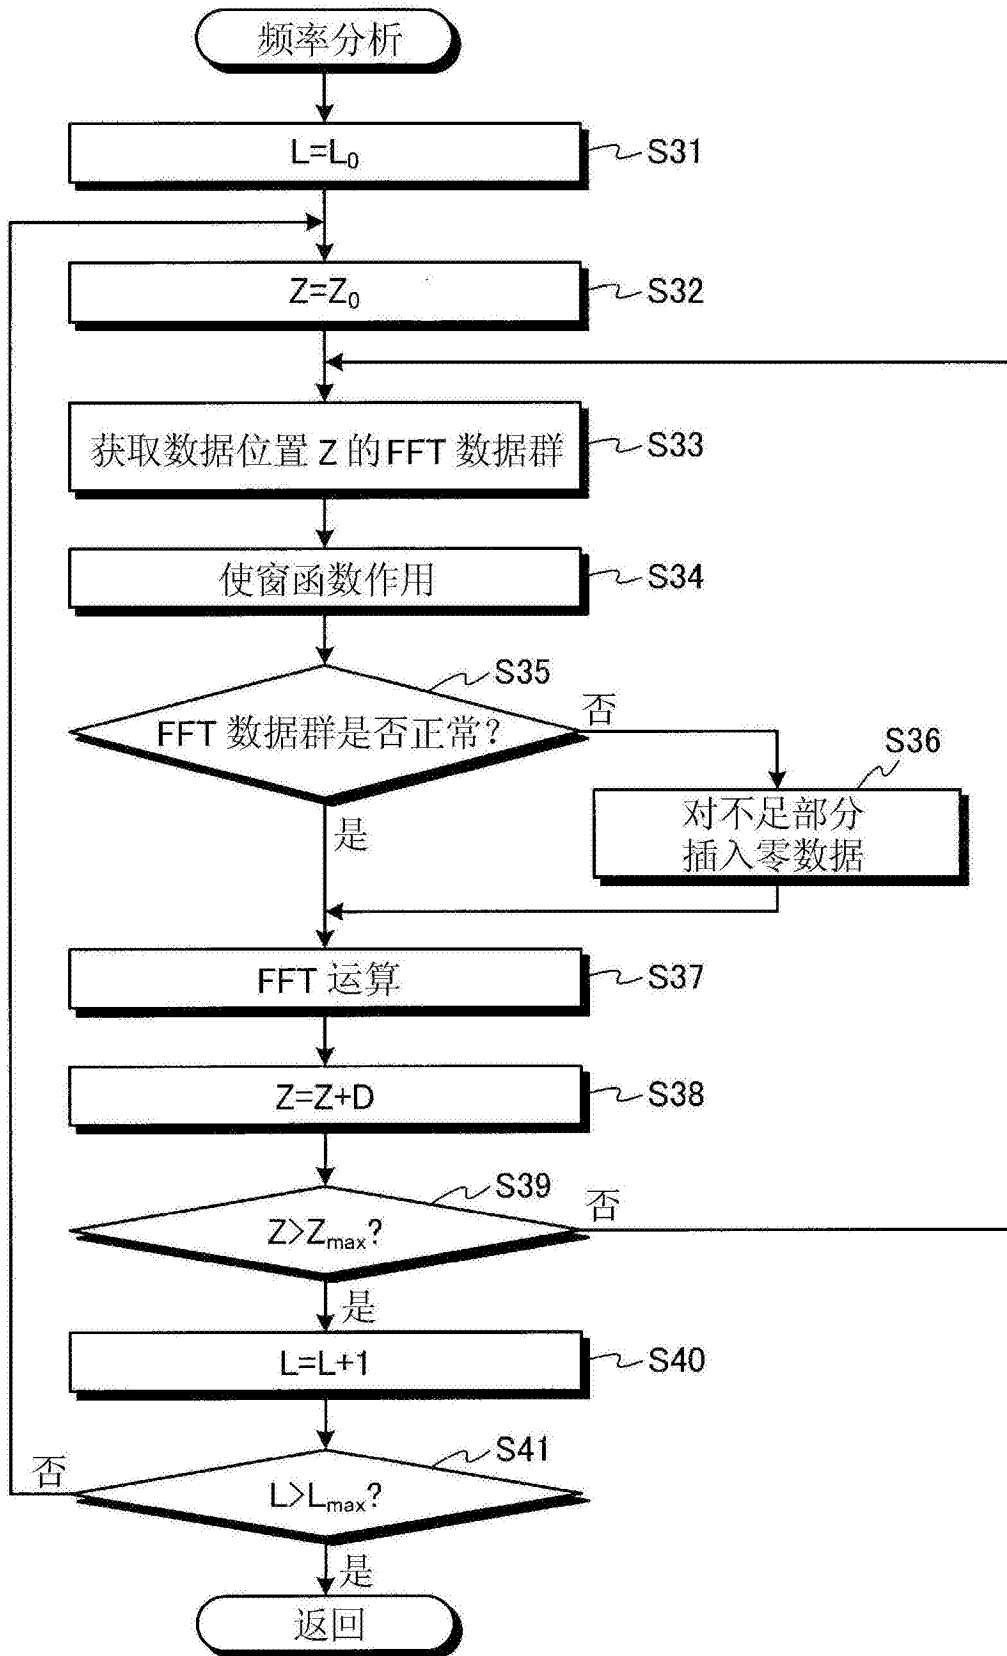 频率分析
L=L₀
S31
Z=Z₀
S32
获取数据位置 Z 的 FFT 数据群
S33
使窗函数作用
S34
S35
FFT 数据群是否正常？
否
S36
对不足部分
插入零数据
是
FFT 运算
S37
Z=Z+D
S38
S39
Z>Zmax?
否
是
L=L+1
S40
S41
L>Lmax?
否
是
返回